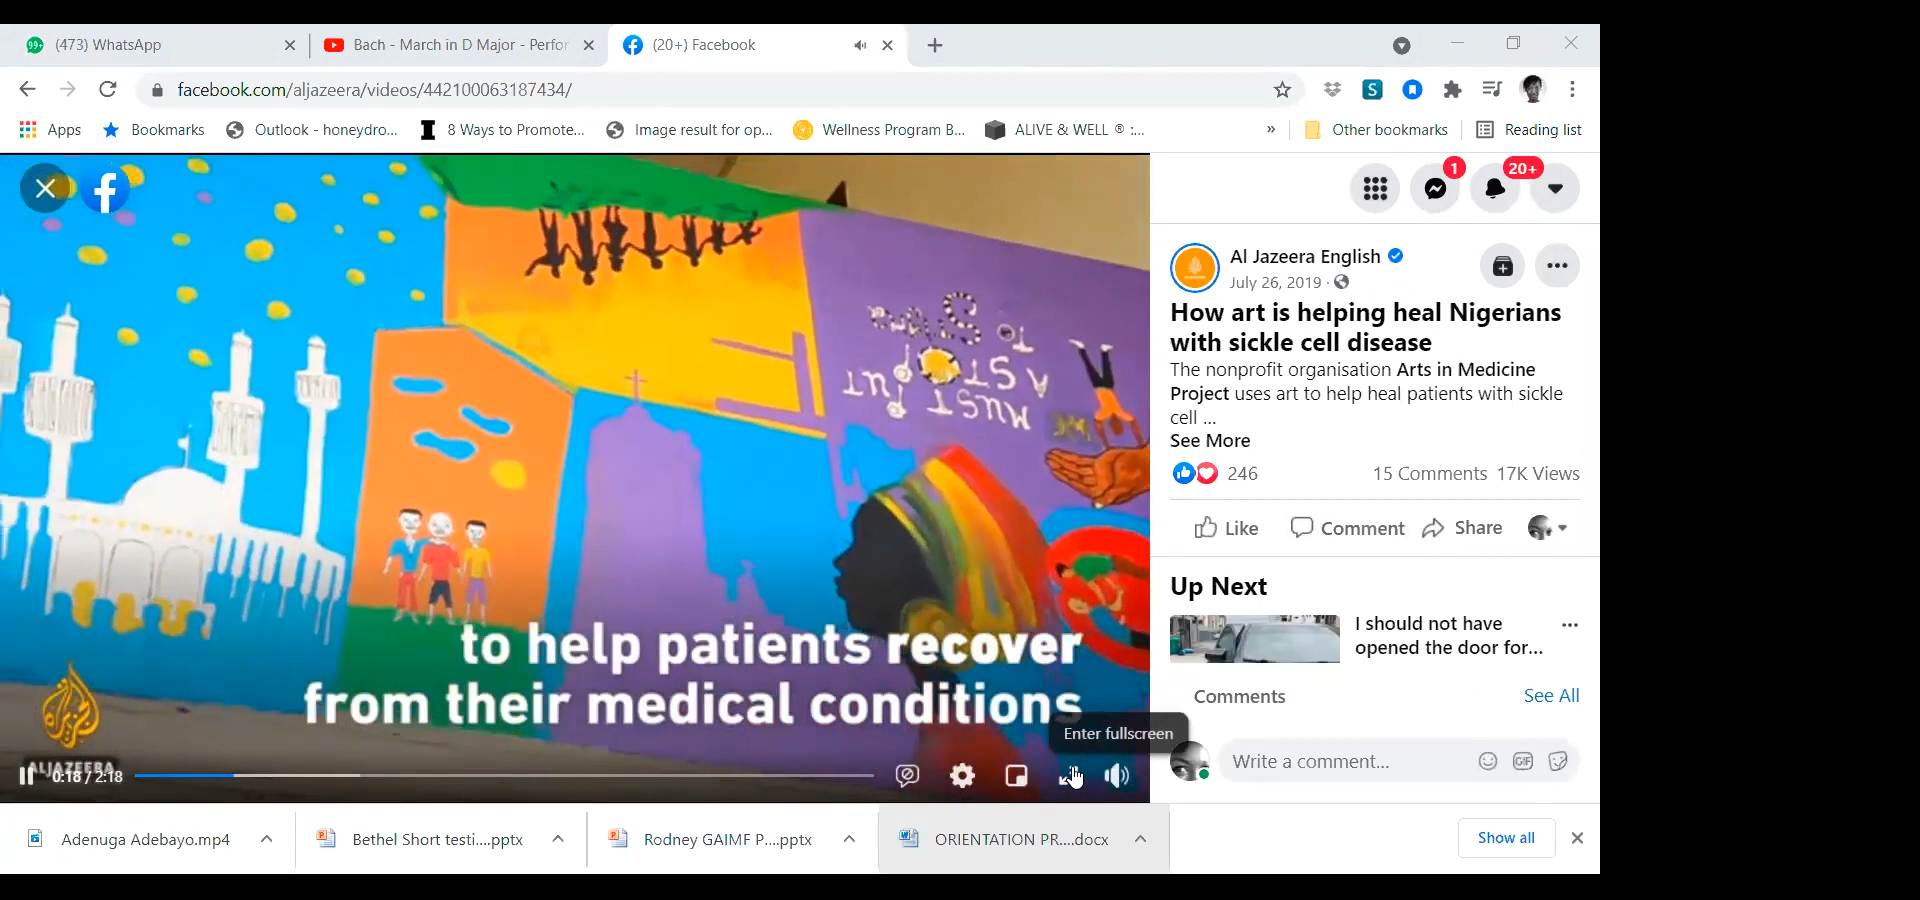 (473) WhatsApp
Bach - March in D Major - Perfor
(20+) Facebook
facebook.com/aljazeera/videos/442100063187434/
Apps
Bookmarks
Outlook - honeydro...
8 Ways to Promote...
Image result for op...
Wellness Program B...
ALIVE & WELL ® :...
»
Other bookmarks
Reading list
1
20+
Al Jazeera English
July 26, 2019 ·
How art is helping heal Nigerians
with sickle cell disease
The nonprofit organisation Arts in Medicine
Project uses art to help heal patients with sickle
cell ...
See More
246
15 Comments 17K Views
Like
Comment
Share
Up Next
I should not have
opened the door for...
Comments
See All
Write a comment...
GIF
MUST PUT
A STOP
TO
to help patients recover
from their medical conditions
ALJAZEERA
الجزيرة
Enter fullscreen
0:18 / 2:18
Adenuga Adebayo.mp4
Bethel Short testi....pptx
Rodney GAIMF P....pptx
ORIENTATION PR....docx
Show all